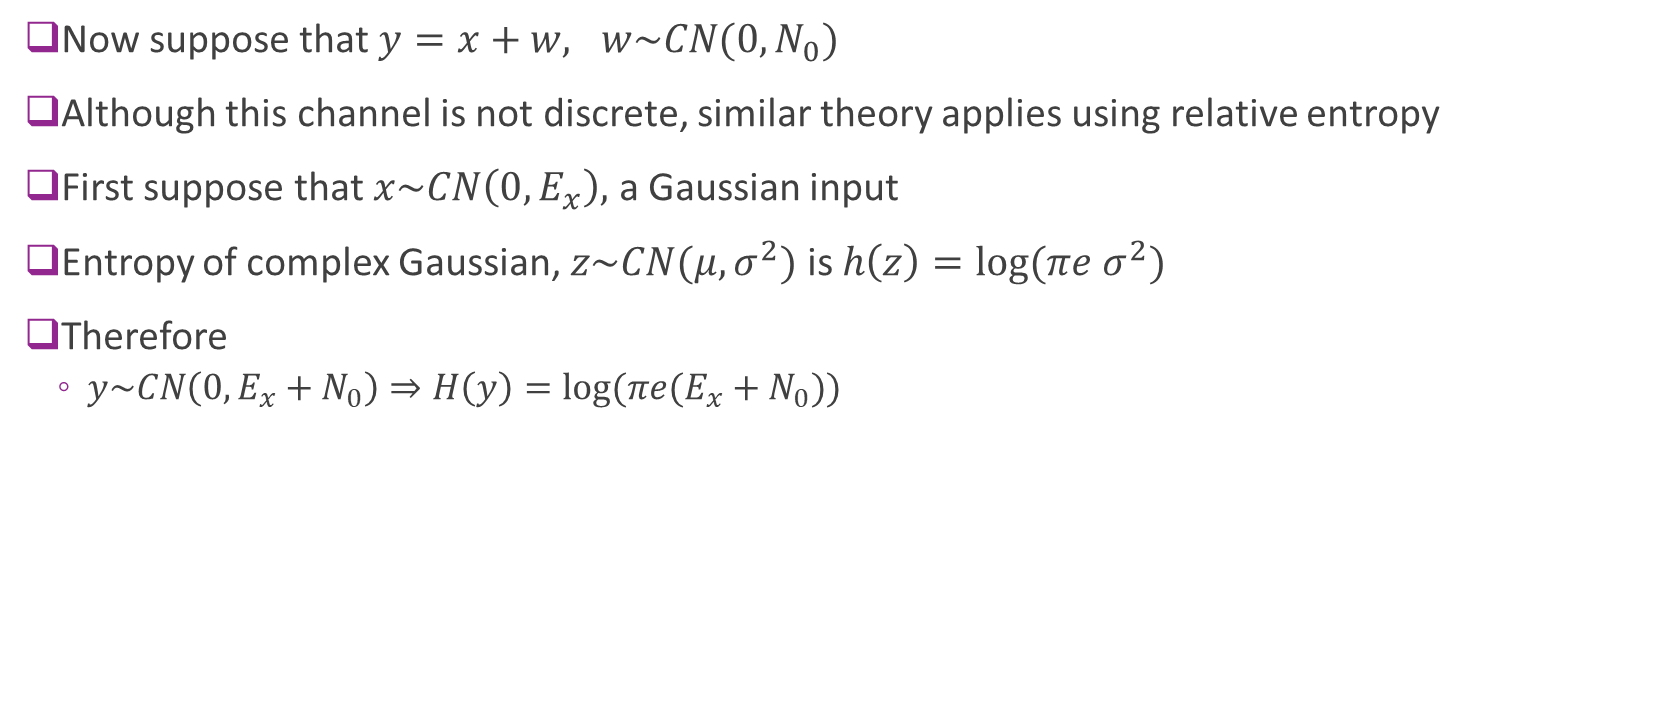 ❑Now suppose that 𝑦 = 𝑥 + 𝑤, 𝑤~𝐶𝑁(0, 𝑁₀)
❑Although this channel is not discrete, similar theory applies using relative entropy
❑First suppose that 𝑥~𝐶𝑁(0, 𝐸ₓ), a Gaussian input
❑Entropy of complex Gaussian, 𝑧~𝐶𝑁(𝜇, 𝜎²) is ℎ(𝑧) = log(𝜋𝑒 𝜎²)
❑Therefore
◦ 𝑦~𝐶𝑁(0, 𝐸ₓ + 𝑁₀) ⇒ 𝐻(𝑦) = log(𝜋𝑒(𝐸ₓ + 𝑁₀))